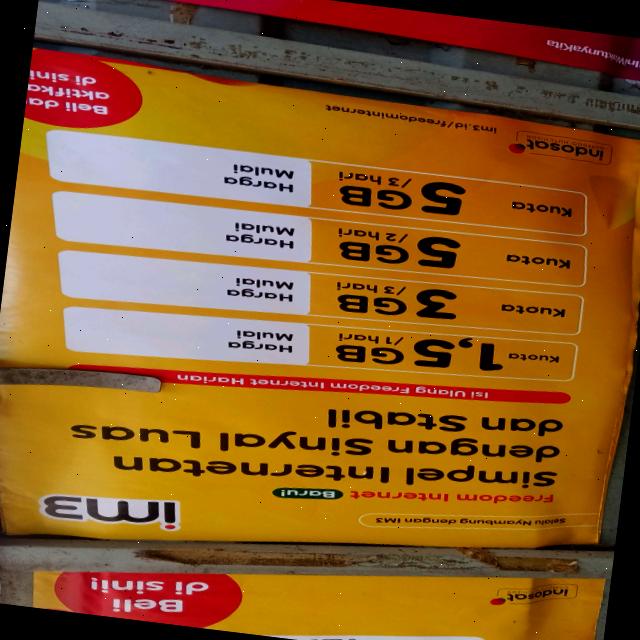 Selalu Nyambung dengan IM3
im3
Freedom Internet Baru!
Simpel Internetan
dengan Sinyal Luas
dan Stabil
Isi Ulang Freedom Internet Harian
Kuota 1,5 GB /1 hari Harga Mulai
Kuota 3 GB /3 hari Harga Mulai
Kuota 5 GB /2 hari Harga Mulai
Kuota 5 GB /3 hari Harga Mulai
indosat
im3.id/freedominternet
Beli da
aktifka
di sini
indosat
Beli
di sini!